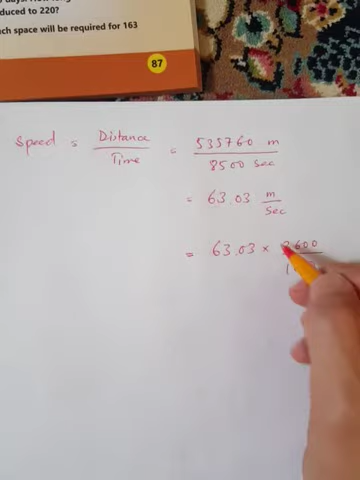 duced to 220?
ch space will be required for 163
87
Speed = Distance / Time = 535760 m / 8500 Sec
= 63.03 m / Sec
= 63.03 × 3600